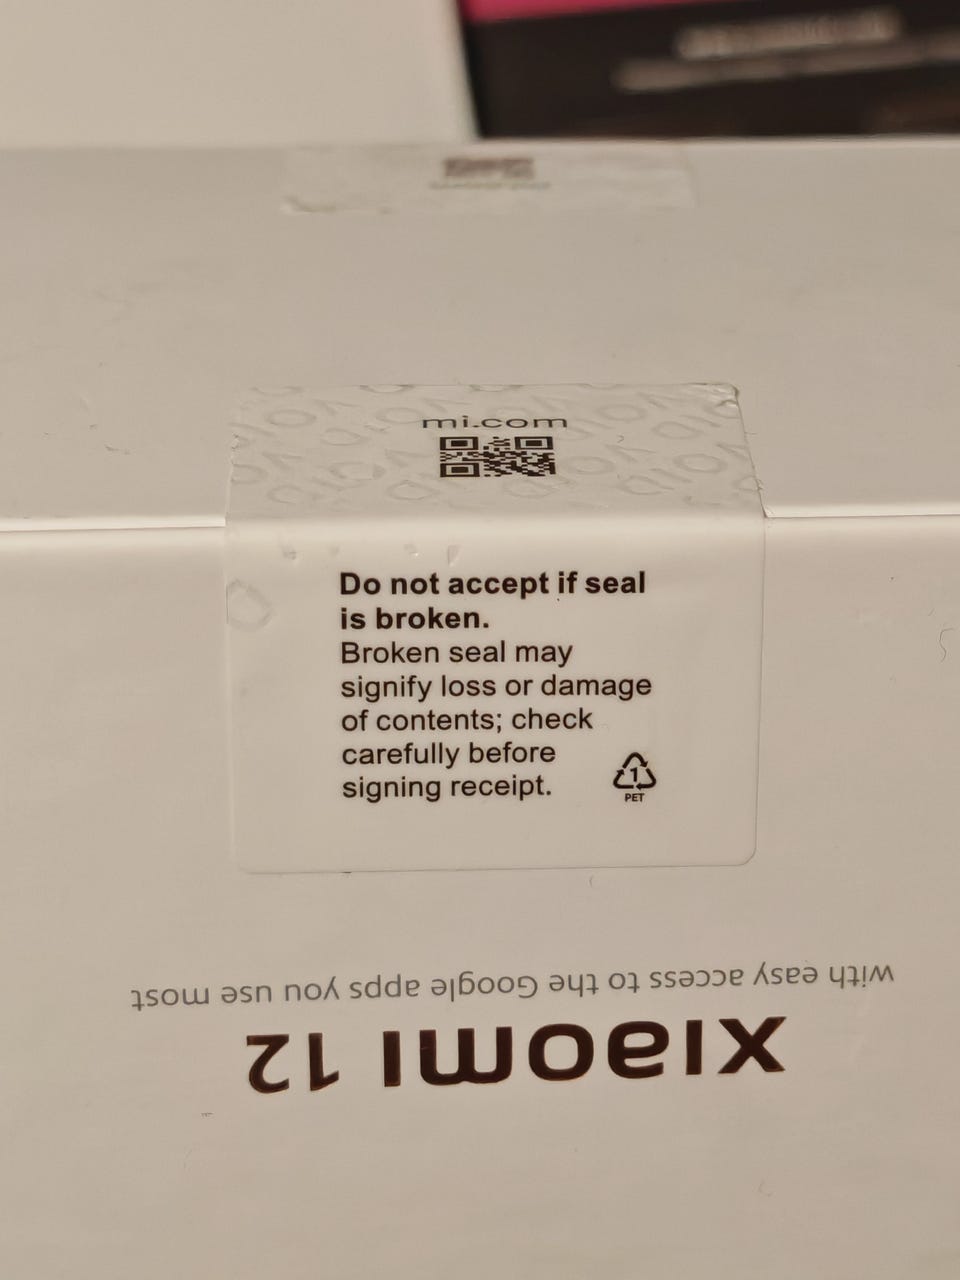 mi.com
Do not accept if seal
is broken.
Broken seal may
signify loss or damage
of contents; check
carefully before
signing receipt.
1
PET
xiaomi 12
with easy access to the Google apps you use most